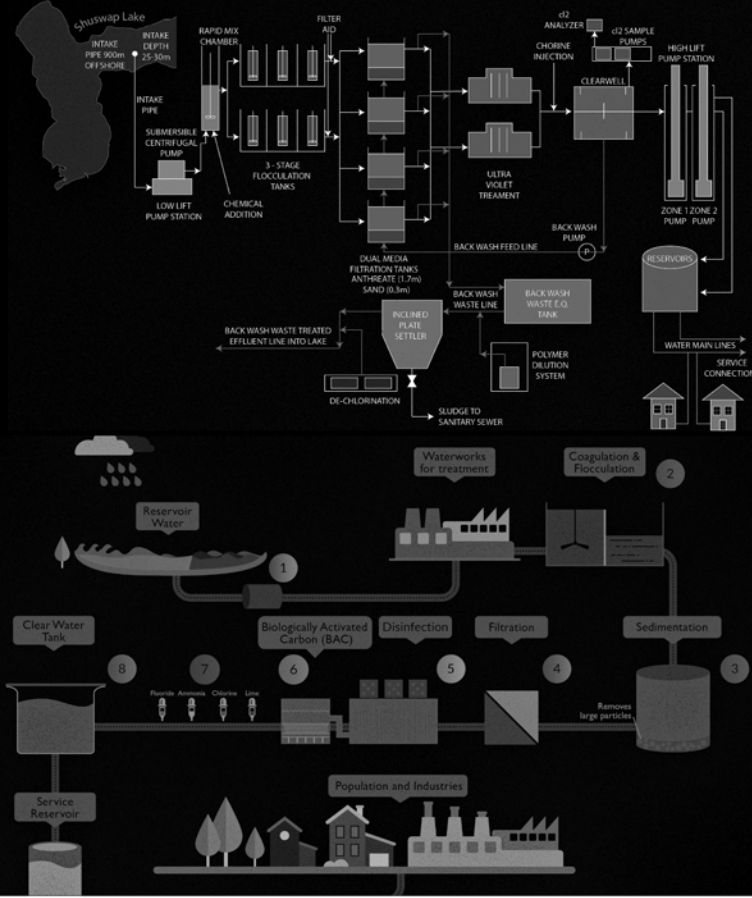 Shuswap Lake
INTAKE
PIPE 900m
OFFSHORE
INTAKE
DEPTH
25-30m
INTAKE
PIPE
SUBMERSIBLE
CENTRIFUGAL
PUMP
LOW LIFT
PUMP STATION
RAPID MIX
CHAMBER
CHEMICAL
ADDITION
FILTER
AID
3 - STAGE
FLOCCULATION
TANKS
DUAL MEDIA
FILTRATION TANKS
ANTHREATE (1.7m)
SAND (0.3m)
ULTRA
VIOLET
TREAMENT
CHORINE
INJECTION
cl2
ANALYZER
cl2 SAMPLE
PUMPS
CLEARWELL
HIGH LIFT
PUMP STATION
ZONE 1
PUMP
ZONE 2
PUMP
BACK WASH
PUMP
P
BACK WASH FEED LINE
RESERVOIRS
BACK WASH
WASTE LINE
BACK WASH
WASTE E.Q.
TANK
INCLINED
PLATE
SETTLER
BACK WASH WASTE TREATED
EFFLUENT LINE INTO LAKE
DE-CHLORINATION
POLYMER
DILUTION
SYSTEM
SLUDGE TO
SANITARY SEWER
WATER MAIN LINES
SERVICE
CONNECTION
Reservoir
Water
1
Waterworks
for treatment
Coagulation &
Flocculation
2
Sedimentation
3
Removes
large particles
Filtration
4
Disinfection
5
Biologically Activated
Carbon (BAC)
6
7
Fluoride Ammonia Chlorine Lime
Clear Water
Tank
8
Service
Reservoir
Population and Industries